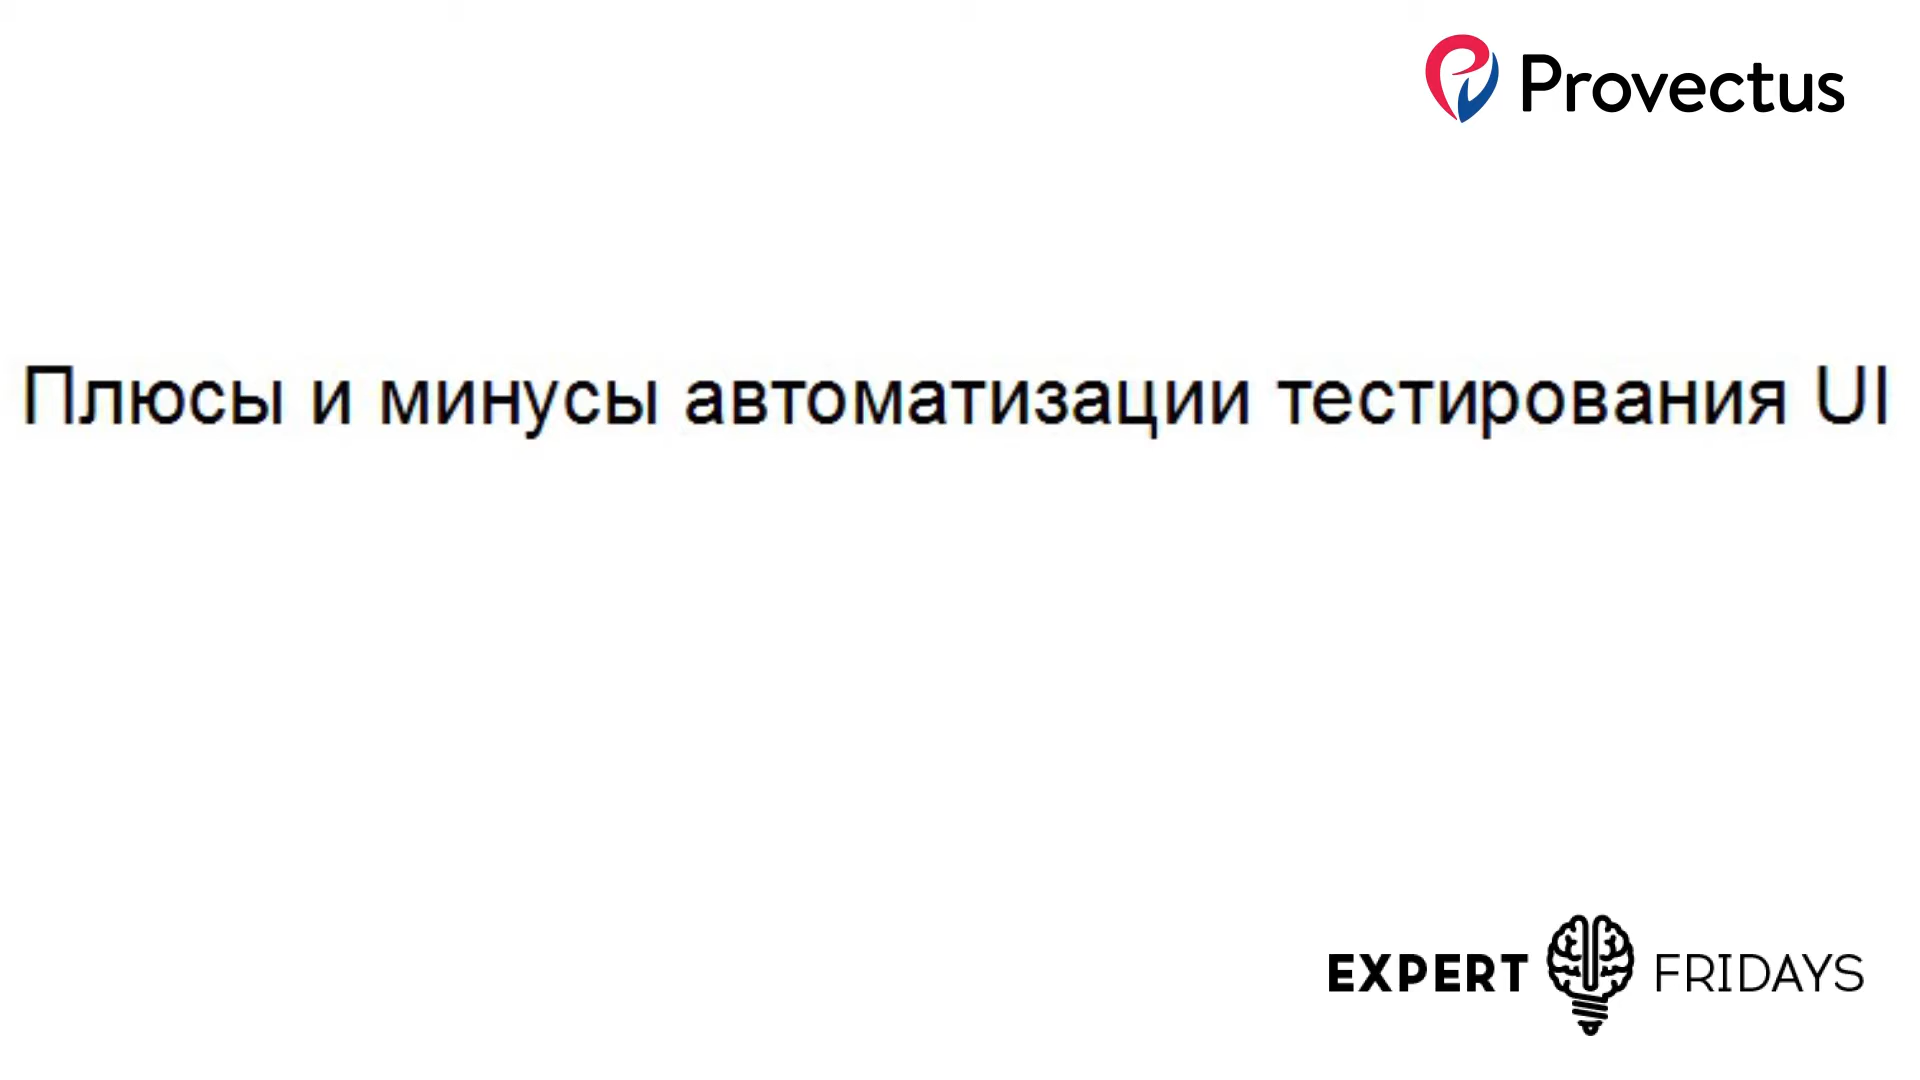 Provectus
Плюсы и минусы автоматизации тестирования UI
EXPERT FRIDAYS